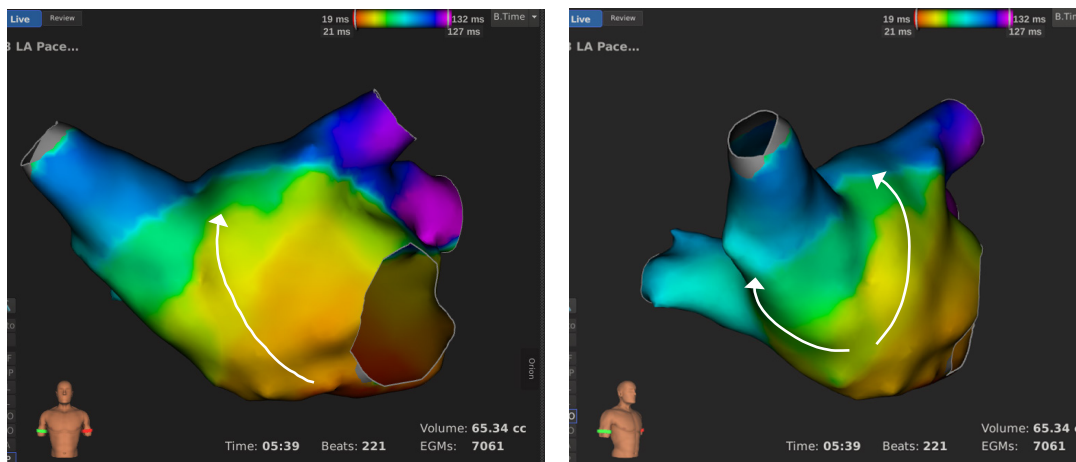 Live Review
19 ms 132 ms B.Time
21 ms 127 ms
LA Pace...
Orion
Volume: 65.34 cc
Time: 05:39 Beats: 221 EGMs: 7061
Live Review
19 ms 132 ms B.Tim
21 ms 127 ms
LA Pace...
Volume: 65.34 c
Time: 05:39 Beats: 221 EGMs: 7061